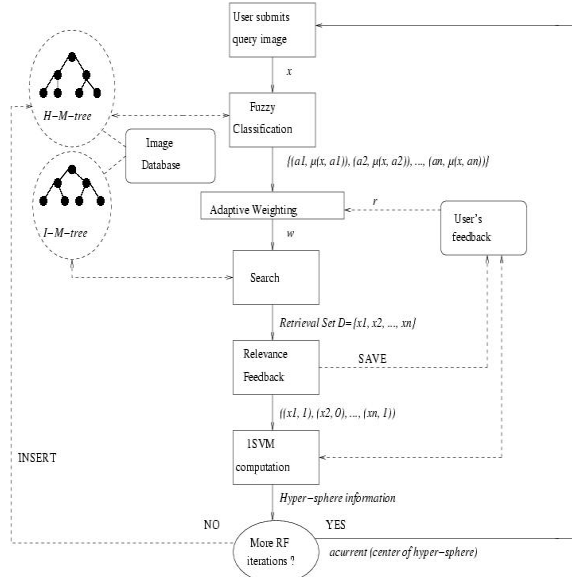 User submits
query image
x
H-M-tree
Fuzzy
Classification
Image
Database
[(a1, μ(x, a1)), (a2, μ(x, a2)), ..., (an, μ(x, an))]
I-M-tree
Adaptive Weighting
r
User's
feedback
w
Search
Retrieval Set D={x1, x2, ..., xn}
Relevance
Feedback
SAVE
((x1, 1), (x2, 0), ..., (xn, 1))
1SVM
computation
INSERT
Hyper-sphere information
NO
YES
More RF
iterations ?
acurrent (center of hyper-sphere)